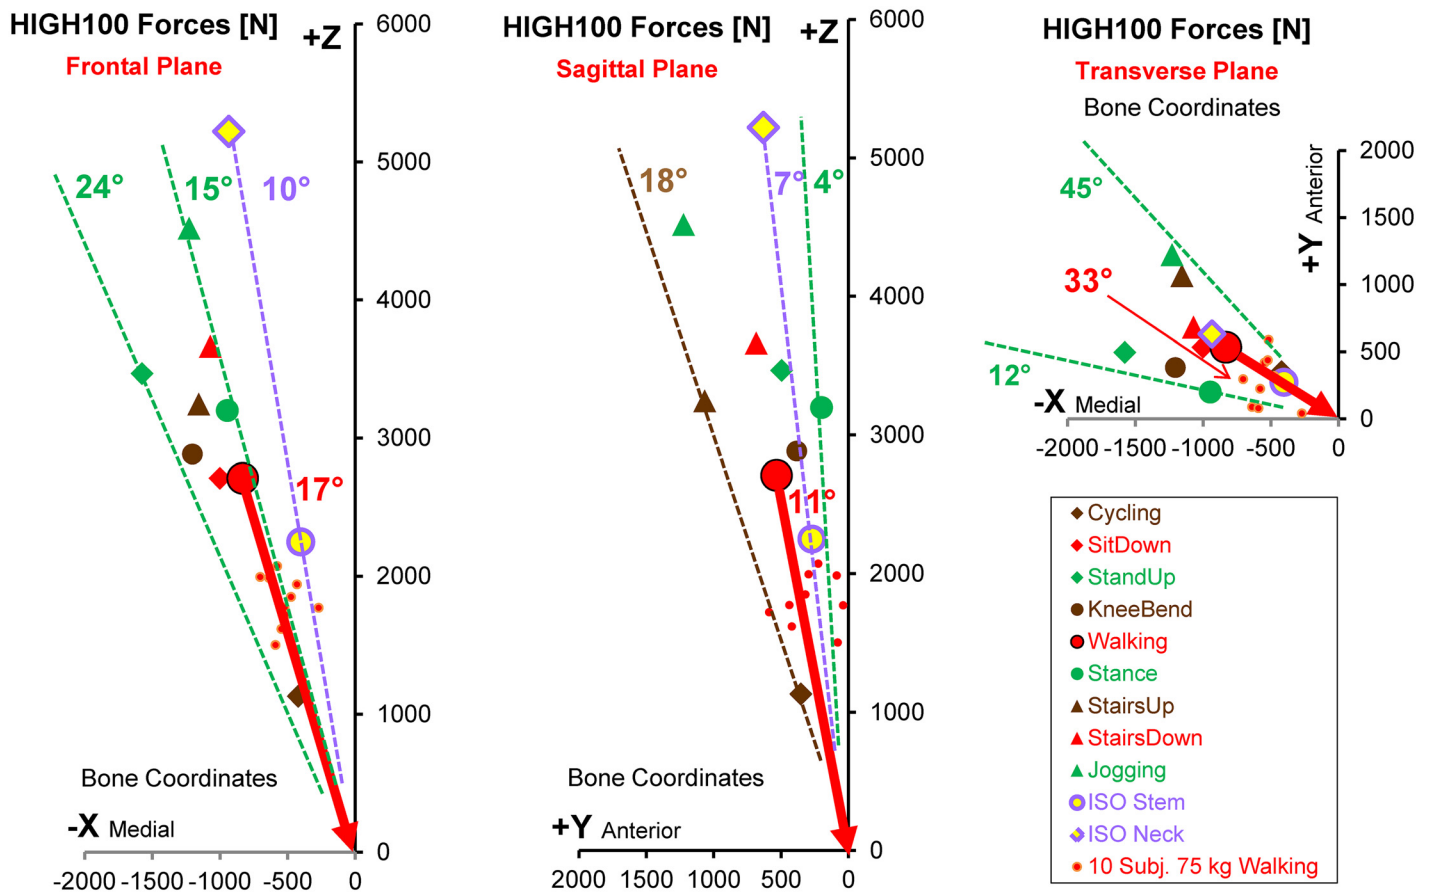 HIGH100 Forces [N]
+Z
Frontal Plane
6000
5000
4000
3000
2000
1000
0
24°
15°
10°
17°
Bone Coordinates
-X Medial
-2000 -1500 -1000 -500 0
HIGH100 Forces [N]
+Z
Sagittal Plane
6000
5000
4000
3000
2000
1000
0
18°
7°
4°
11°
Bone Coordinates
+Y Anterior
2000 1500 1000 500 0
HIGH100 Forces [N]
Transverse Plane
Bone Coordinates
+Y Anterior
2000
1500
1000
500
0
45°
33°
12°
-X Medial
-2000 -1500 -1000 -500 0
Cycling
SitDown
StandUp
KneeBend
Walking
Stance
StairsUp
StairsDown
Jogging
ISO Stem
ISO Neck
10 Subj. 75 kg Walking